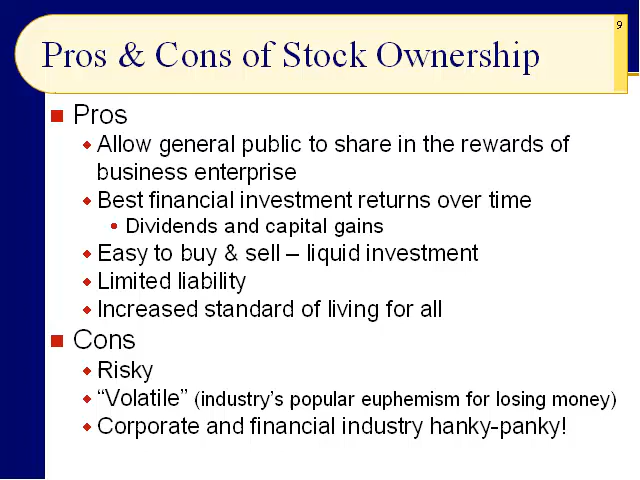 9
Pros & Cons of Stock Ownership
Pros
Allow general public to share in the rewards of
business enterprise
Best financial investment returns over time
Dividends and capital gains
Easy to buy & sell – liquid investment
Limited liability
Increased standard of living for all
Cons
Risky
“Volatile” (industry’s popular euphemism for losing money)
Corporate and financial industry hanky-panky!